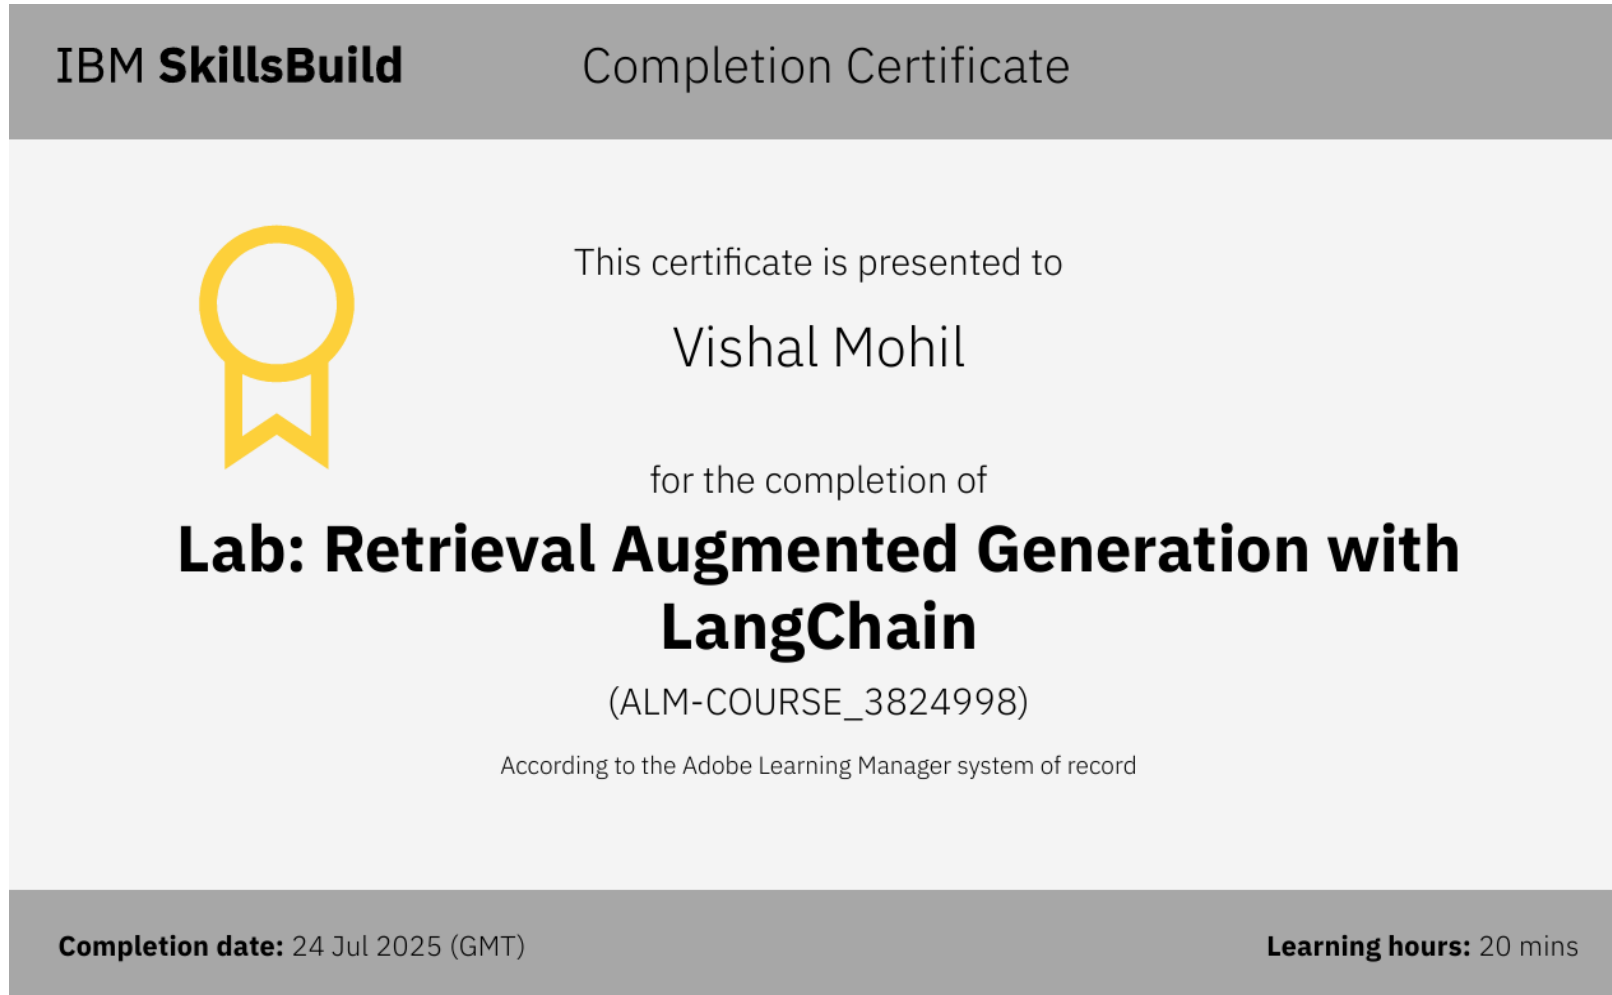 IBM SkillsBuild
Completion Certificate
This certificate is presented to
Vishal Mohil
for the completion of
Lab: Retrieval Augmented Generation with
LangChain
(ALM-COURSE_3824998)
According to the Adobe Learning Manager system of record
Completion date: 24 Jul 2025 (GMT)
Learning hours: 20 mins